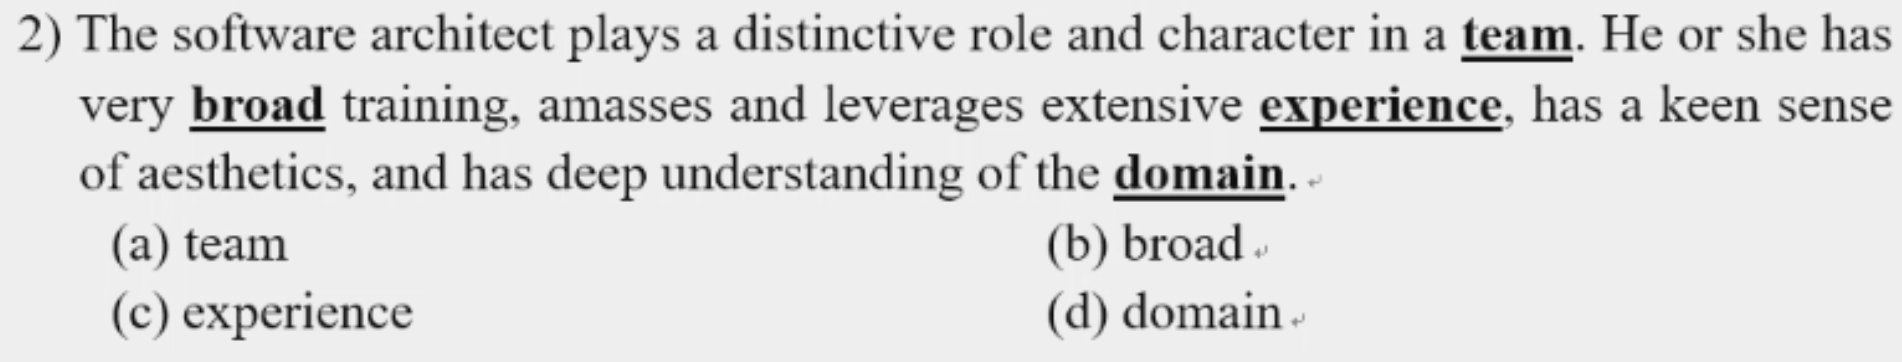 2) The software architect plays a distinctive role and character in a team. He or she has
very broad training, amasses and leverages extensive experience, has a keen sense
of aesthetics, and has deep understanding of the domain.
(a) team (b) broad
(c) experience (d) domain